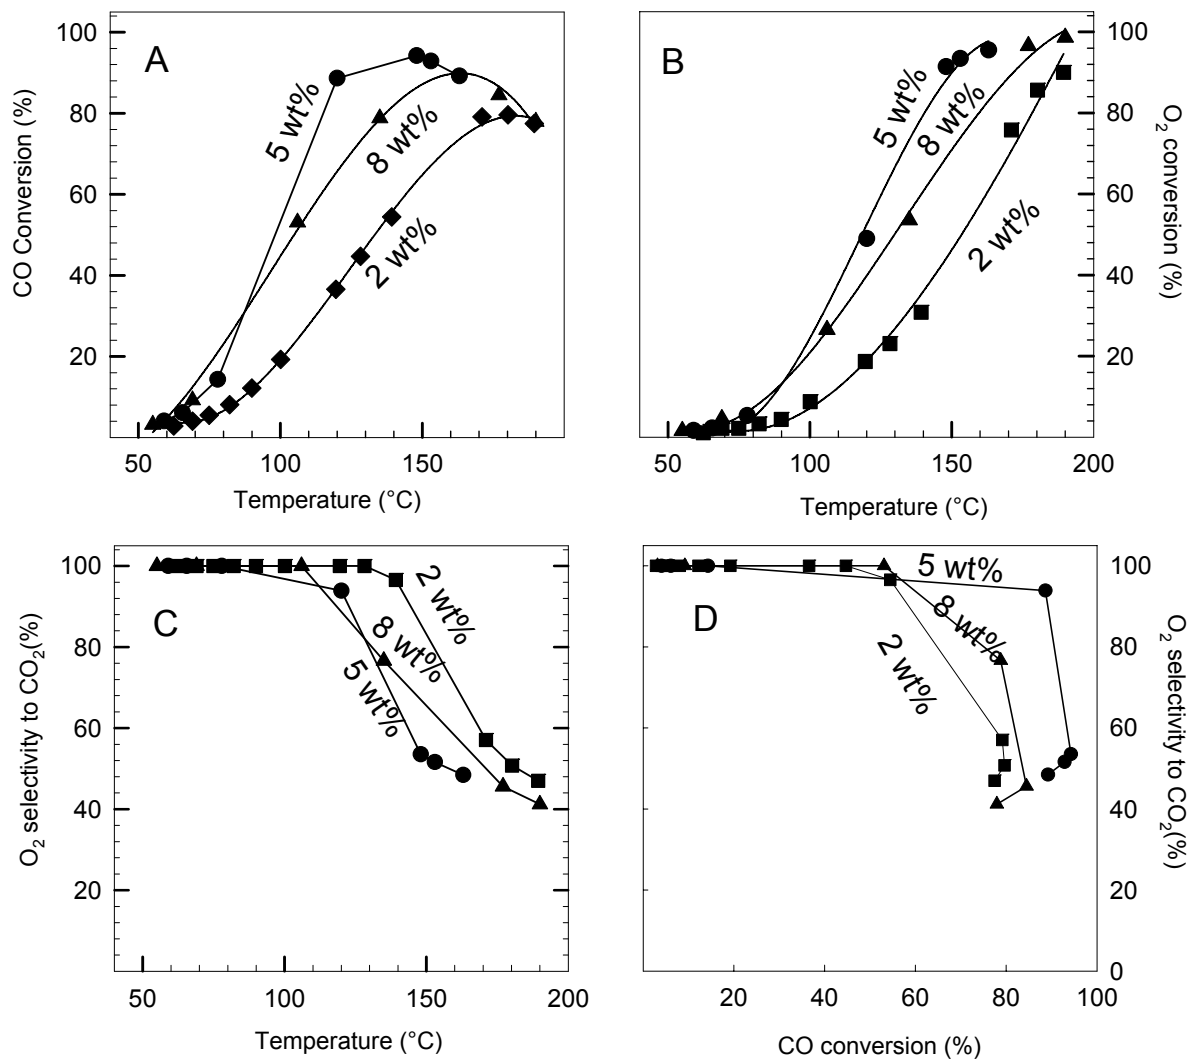 A
100
80
60
40
20
CO Conversion (%)
5 wt%
8 wt%
2 wt%
50
100
150
Temperature (°C)
B
5 wt%
8 wt%
2 wt%
100
80
60
40
20
O2 conversion (%)
50
100
150
200
Temperature (°C)
C
100
80
60
40
20
O2 selectivity to CO2(%)
2 wt%
8 wt%
5 wt%
50
100
150
200
Temperature (°C)
D
5 wt%
8 wt%
2 wt%
100
80
60
40
20
0
O2 selectivity to CO2(%)
20
40
60
80
100
CO conversion (%)